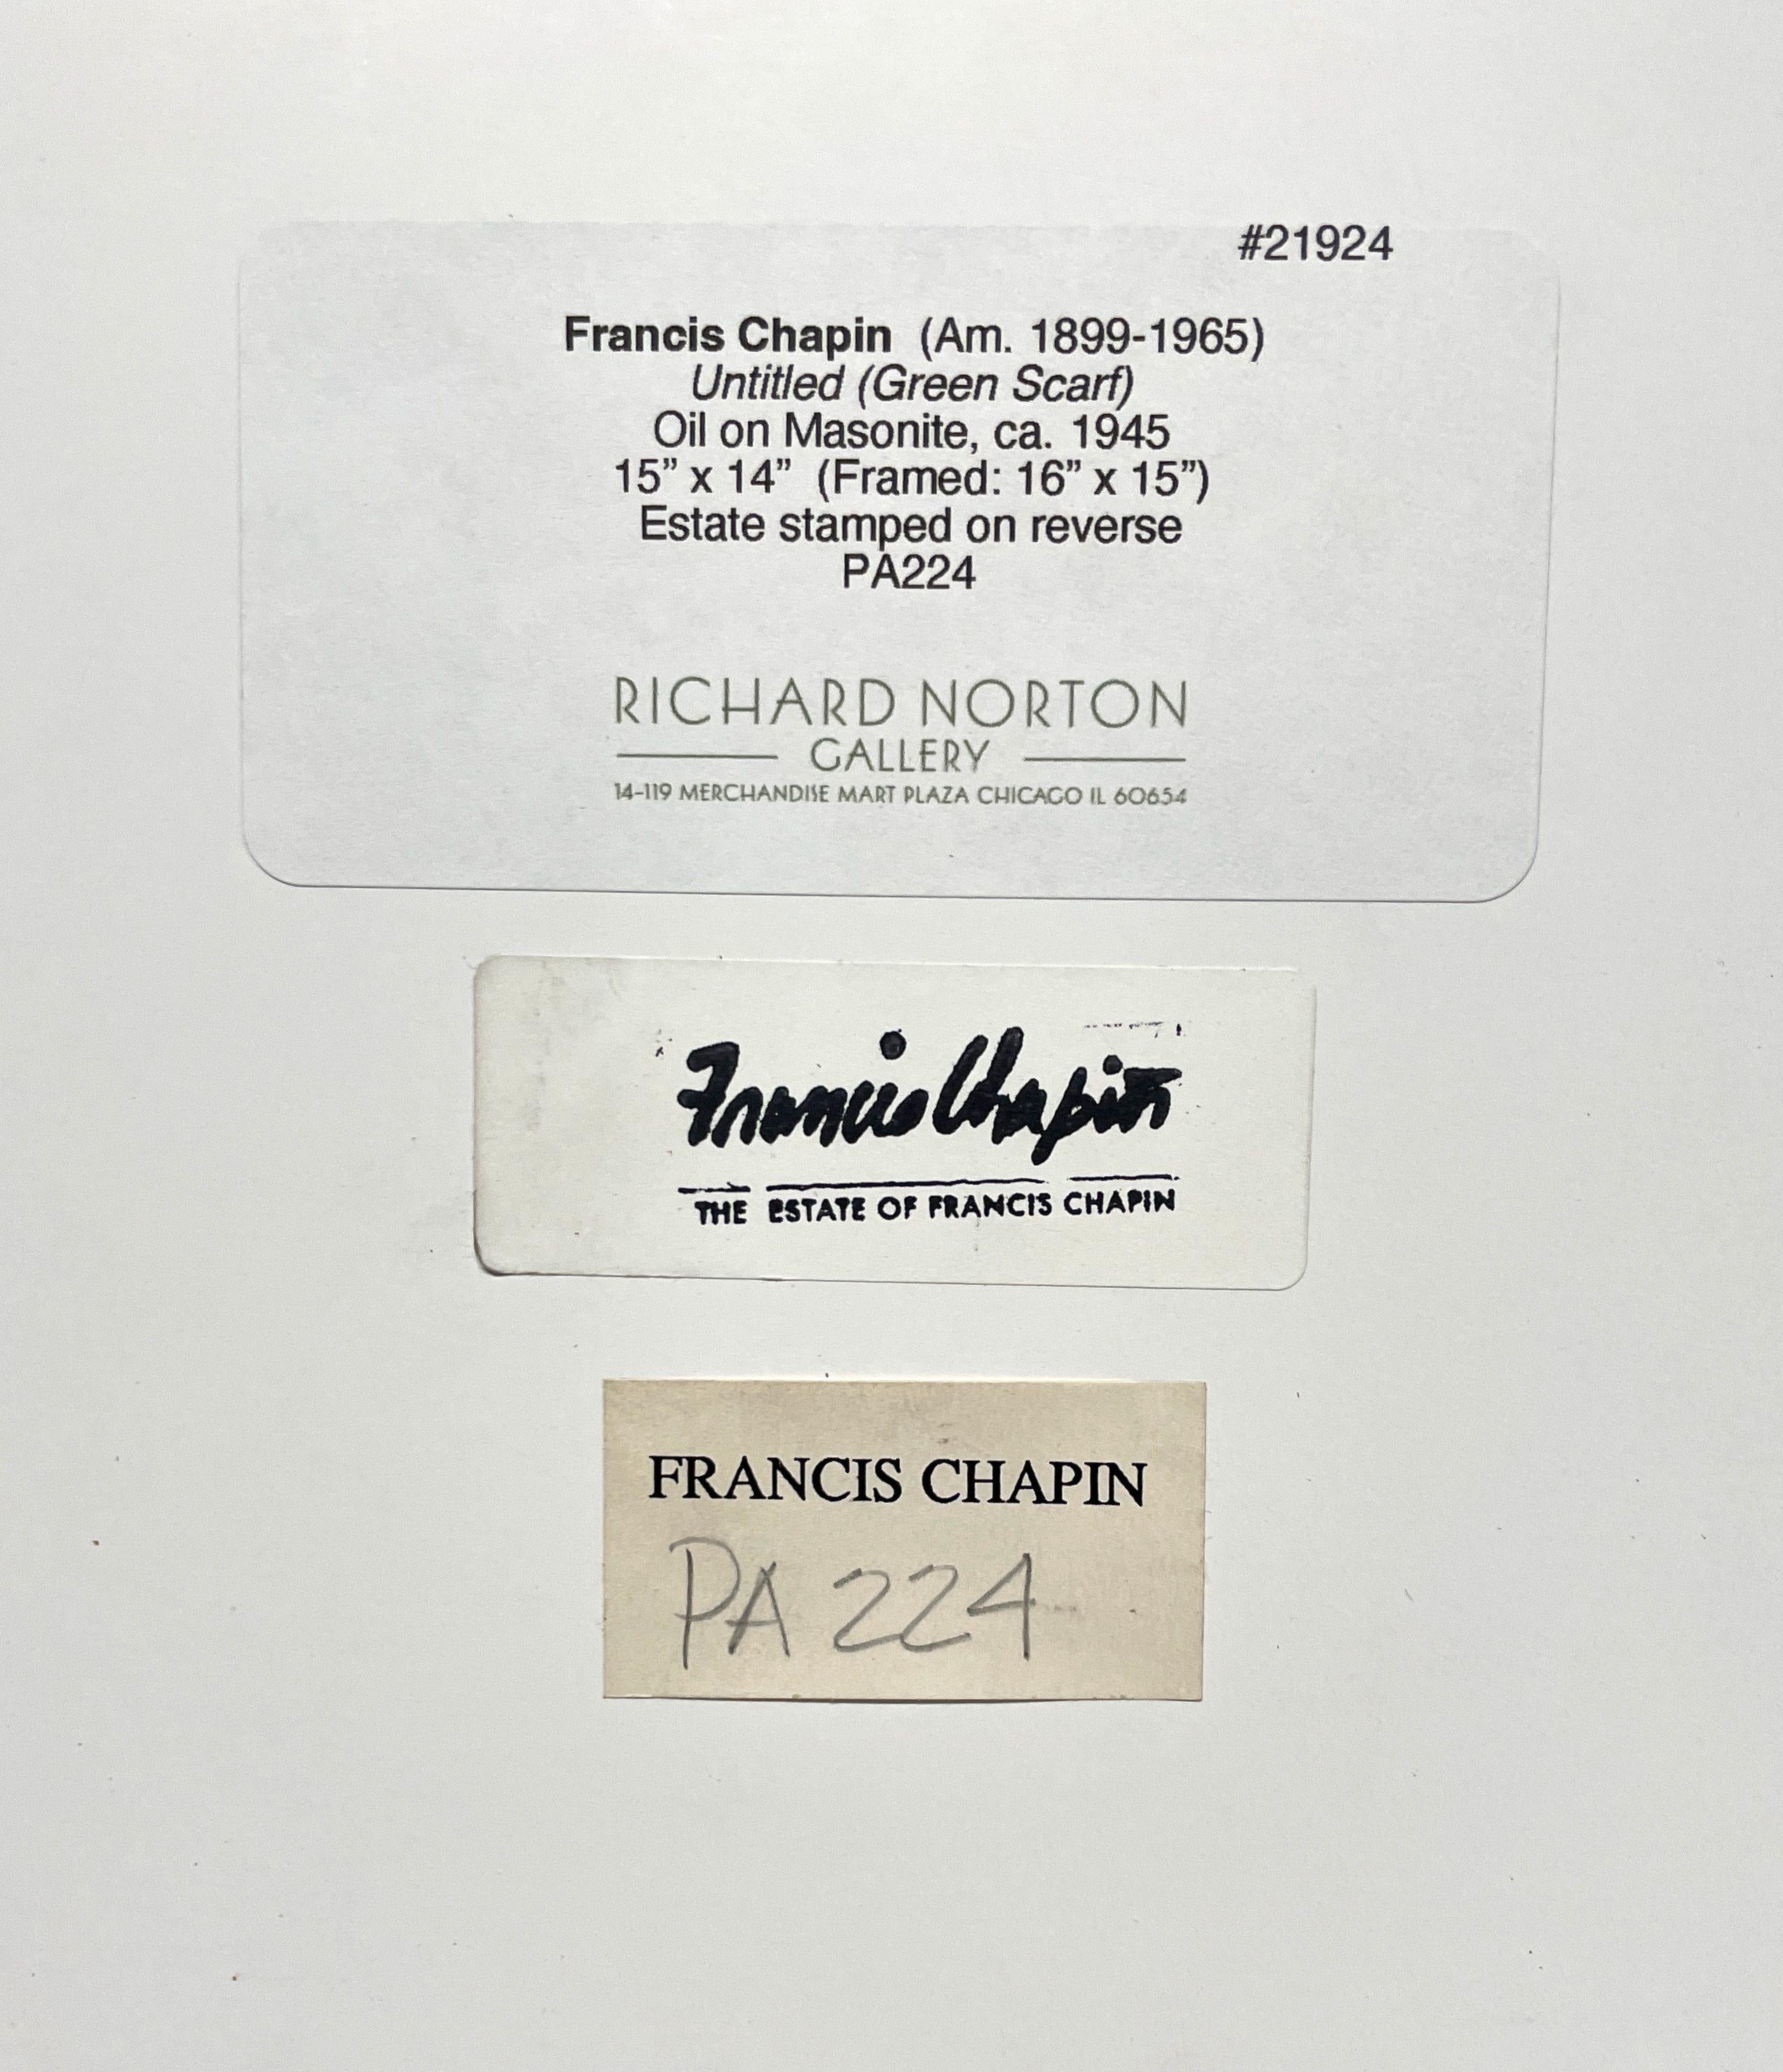 #21924
Francis Chapin (Am. 1899-1965)
Untitled (Green Scarf)
Oil on Masonite, ca. 1945
15” x 14” (Framed: 16” x 15”)
Estate stamped on reverse
PA224
RICHARD NORTON
GALLERY
14-119 MERCHANDISE MART PLAZA CHICAGO IL 60654
Francis Chapin
THE ESTATE OF FRANCIS CHAPIN
FRANCIS CHAPIN
PA 224